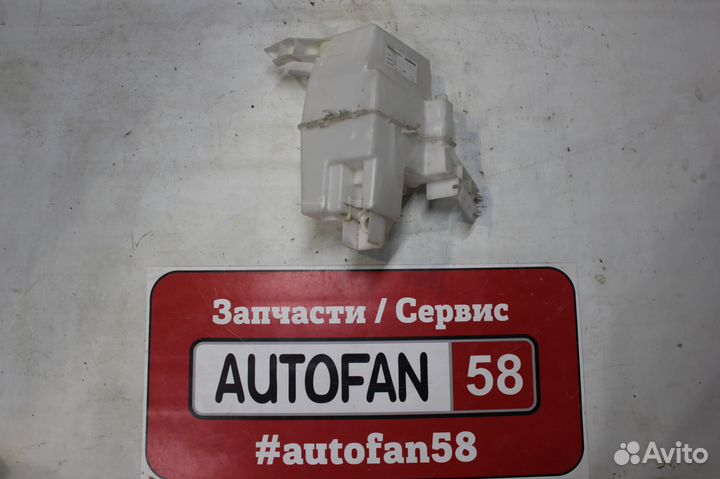 Запчасти / Сервис
AUTOFAN 58
#autofan58
Avito